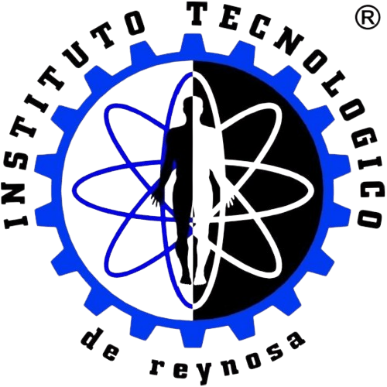 INSTITUTO TECNOLOGICO
de reynosa
®